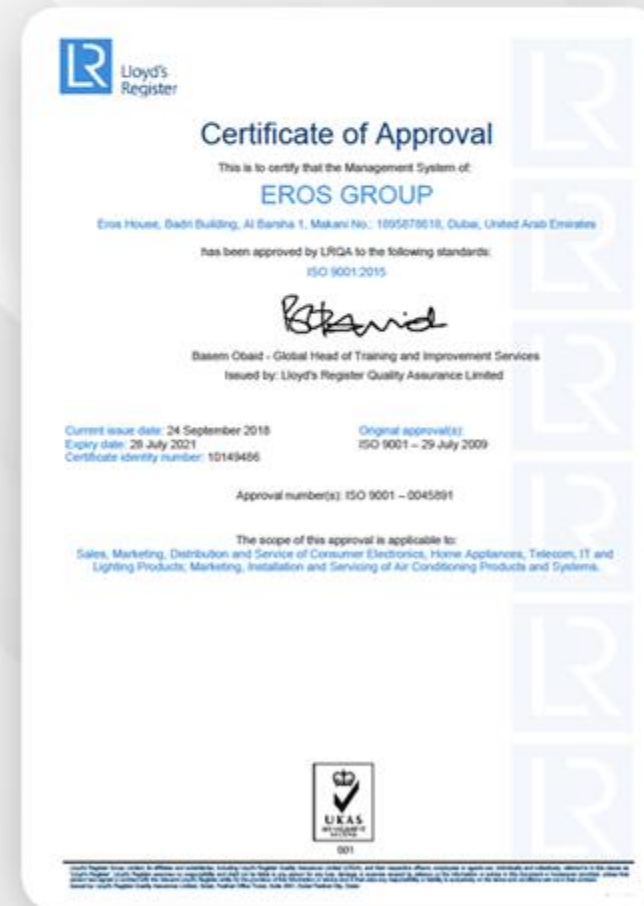 LR
Lloyd's
Register
Certificate of Approval
This is to certify that the Management System of:
EROS GROUP
Eros House, Badri Building, Al Barsha 1, Makani No.: 1895878618, Dubai, United Arab Emirates
has been approved by LRQA to the following standards:
ISO 9001:2015
Basem Obaid - Global Head of Training and Improvement Services
Issued by: Lloyd's Register Quality Assurance Limited
Current issue date: 24 September 2018
Expiry date: 28 July 2021
Certificate identity number: 10149486
Original approval(s):
ISO 9001 – 29 July 2009
Approval number(s): ISO 9001 – 0045891
The scope of this approval is applicable to:
Sales, Marketing, Distribution and Service of Consumer Electronics, Home Appliances, Telecom, IT and
Lighting Products; Marketing, Installation and Servicing of Air Conditioning Products and Systems.
UKAS
MANAGEMENT
SYSTEMS
001